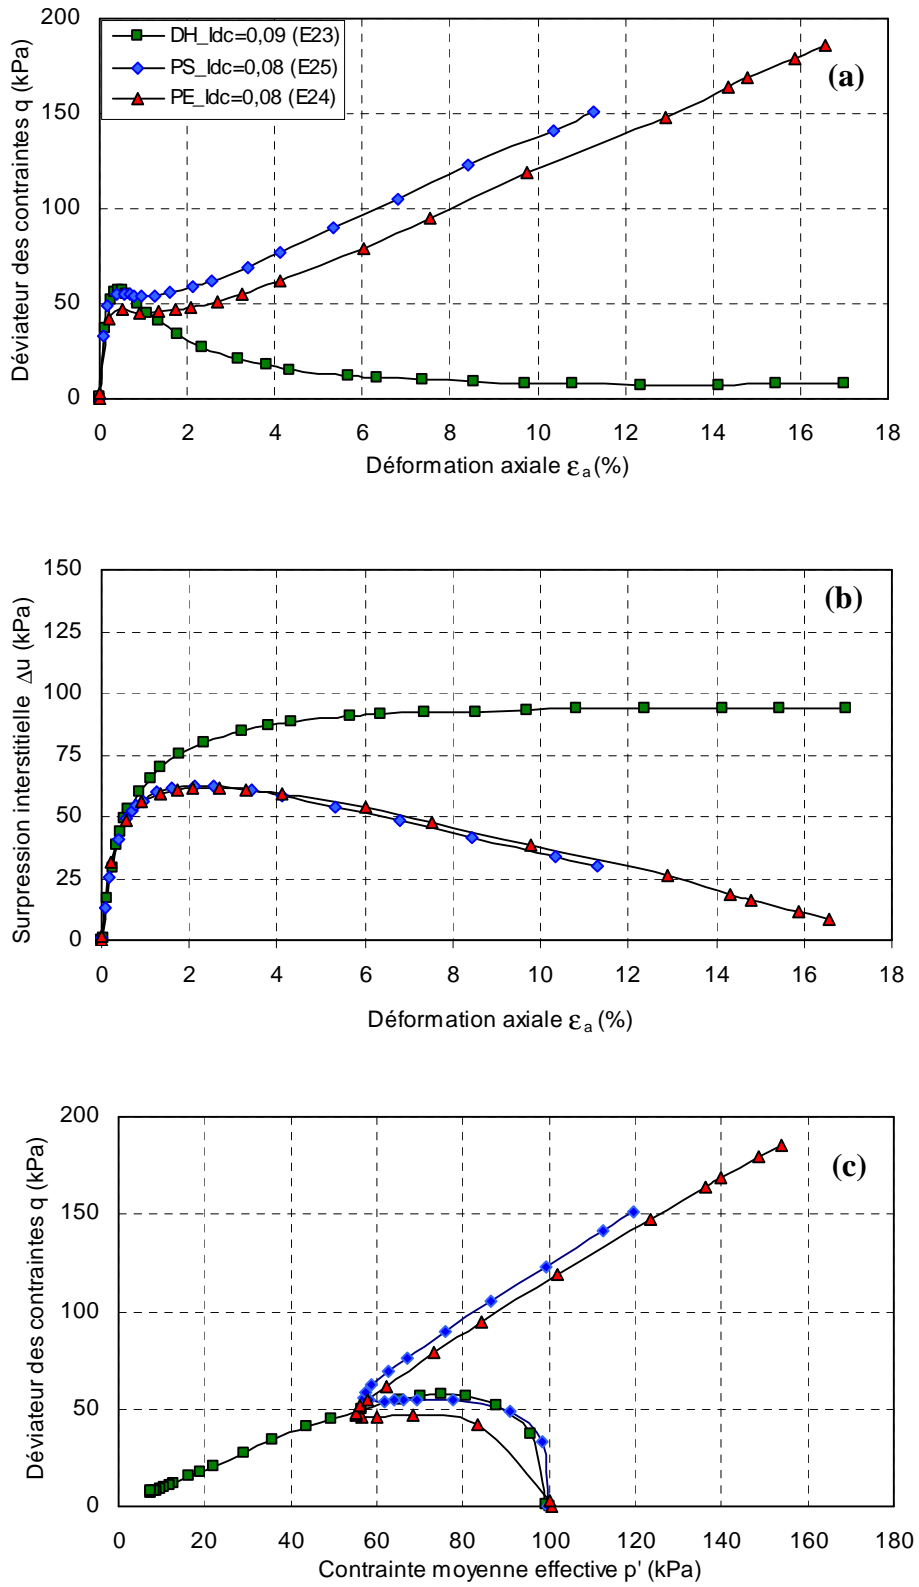 200
150
100
50
0
Déviateur des contraintes q (kPa)
DH_Idc=0,09 (E23)
PS_Idc=0,08 (E25)
PE_Idc=0,08 (E24)
(a)
0 2 4 6 8 10 12 14 16 18
Déformation axiale εa (%)
150
125
100
75
50
25
0
Surpression interstitielle Δu (kPa)
(b)
0 2 4 6 8 10 12 14 16 18
Déformation axiale εa (%)
200
150
100
50
0
Déviateur des contraintes q (kPa)
(c)
0 20 40 60 80 100 120 140 160 180
Contrainte moyenne effective p' (kPa)